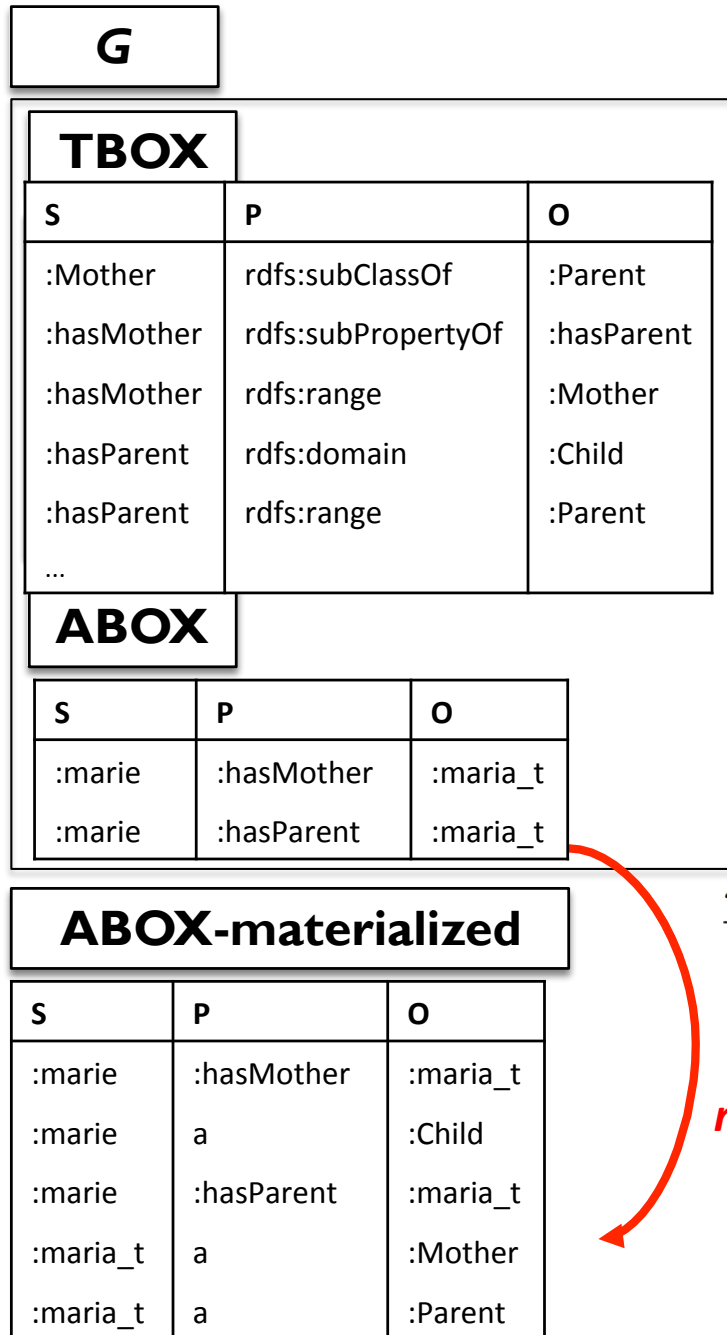 G
TBOX
S P O
:Mother rdfs:subClassOf :Parent
:hasMother rdfs:subPropertyOf :hasParent
:hasMother rdfs:range :Mother
:hasParent rdfs:domain :Child
:hasParent rdfs:range :Parent
...
ABOX
S P O
:marie :hasMother :maria_t
:marie :hasParent :maria_t
ABOX-materialized
S P O
:marie :hasMother :maria_t
:marie a :Child
:marie :hasParent :maria_t
:maria_t a :Mother
:maria_t a :Parent